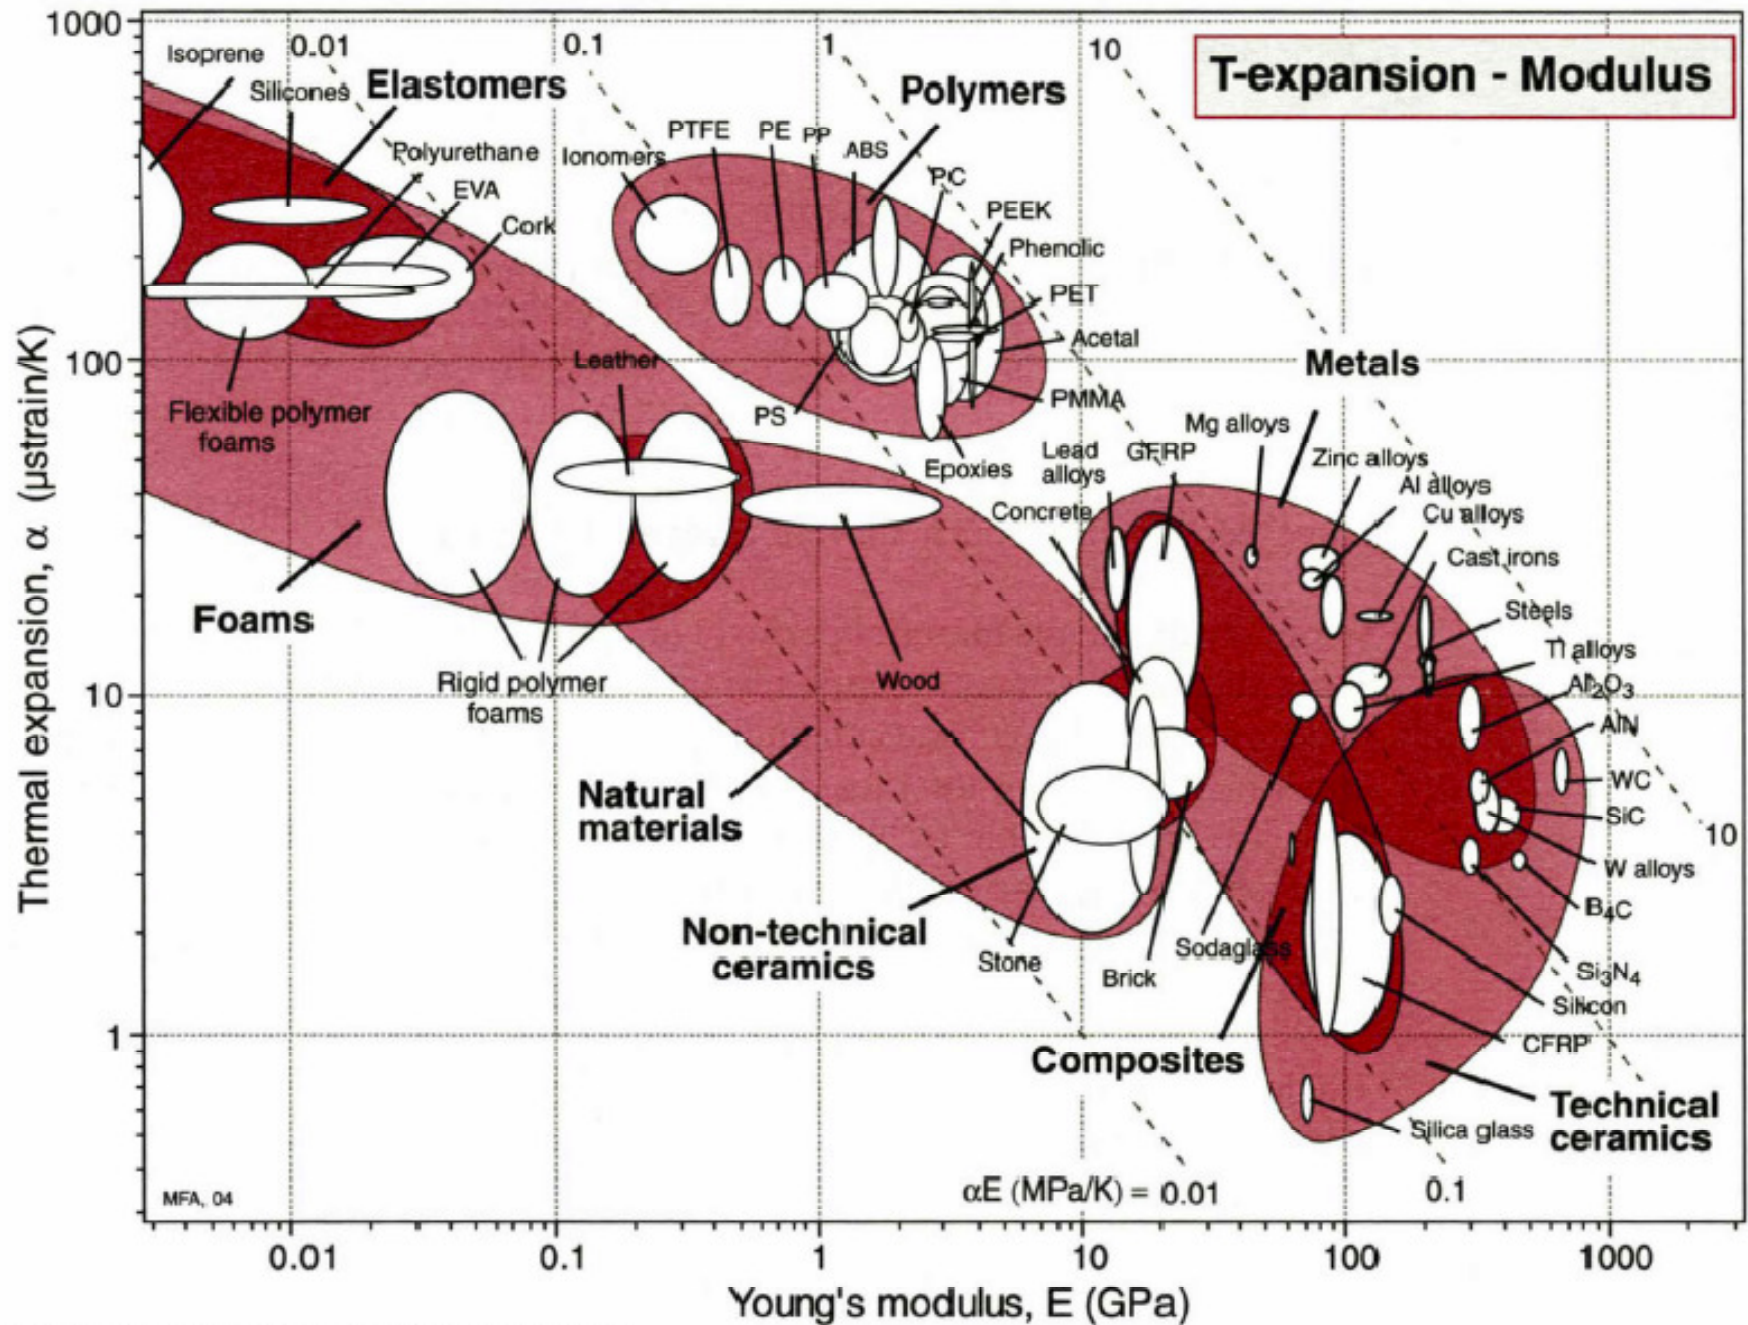 T-expansion - Modulus
1000
100
10
1
Thermal expansion, α (μstrain/K)
0.01
0.1
1
10
Isoprene
Silicones
Elastomers
Polyurethane
EVA
Cork
Flexible polymer
foams
Ionomers
PTFE
PE
PP
ABS
Polymers
PC
PEEK
Phenolic
PET
Acetal
PMMA
PS
Epoxies
Leather
Foams
Rigid polymer
foams
Wood
Natural
materials
Non-technical
ceramics
Stone
Brick
Concrete
Lead
alloys
GFRP
Mg alloys
Metals
Zinc alloys
Al alloys
Cu alloys
Cast irons
Steels
Ti alloys
Al₂O₃
AlN
WC
SiC
W alloys
B₄C
Si₃N₄
Silicon
CFRP
10
Sodaglass
Composites
Technical
ceramics
Silica glass
αE (MPa/K) = 0.01
0.1
MFA, 04
0.01
0.1
1
10
100
1000
Young's modulus, E (GPa)